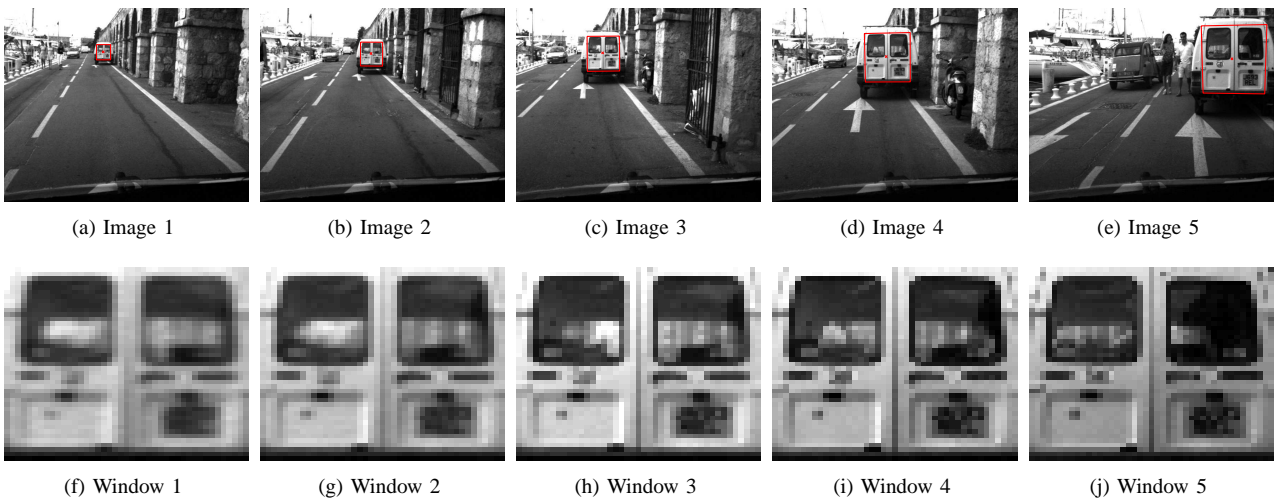 (a) Image 1
(b) Image 2
(c) Image 3
(d) Image 4
(e) Image 5
(f) Window 1
(g) Window 2
(h) Window 3
(i) Window 4
(j) Window 5